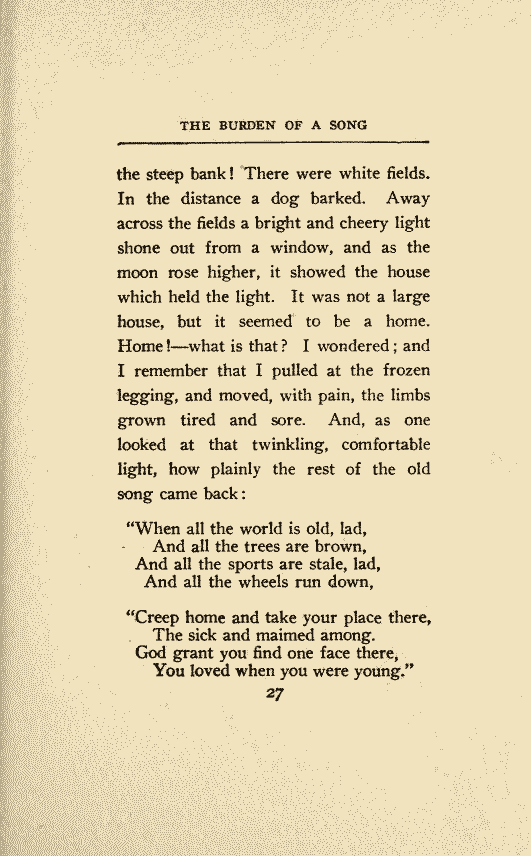 THE BURDEN OF A SONG
the steep bank! There were white fields.
In the distance a dog barked. Away
across the fields a bright and cheery light
shone out from a window, and as the
moon rose higher, it showed the house
which held the light. It was not a large
house, but it seemed to be a home.
Home!—what is that? I wondered; and
I remember that I pulled at the frozen
legging, and moved, with pain, the limbs
grown tired and sore. And, as one
looked at that twinkling, comfortable
light, how plainly the rest of the old
song came back:
“When all the world is old, lad,
And all the trees are brown,
And all the sports are stale, lad,
And all the wheels run down,
“Creep home and take your place there,
The sick and maimed among.
God grant you find one face there,
You loved when you were young.”
27